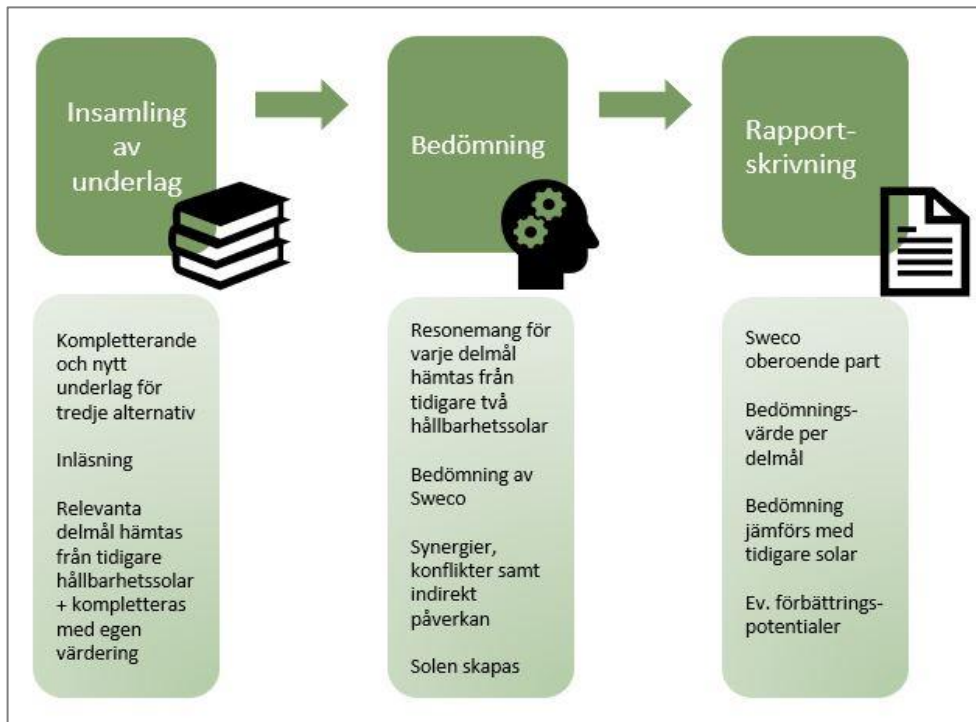 Insamling
av
underlag
Bedömning
Rapport-
skrivning
Kompletterande
och nytt
underlag för
tredje alternativ
Inläsning
Relevanta
delmål hämtas
från tidigare
hållbarhetssolar
+ kompletteras
med egen
värdering
Resonemang för
varje delmål
hämtas från
tidigare två
hållbarhetssolar
Bedömning av
Sweco
Synergier,
konflikter samt
indirekt
påverkan
Solen skapas
Sweco
oberoende part
Bedömnings-
värde per
delmål
Bedömning
jämförs med
tidigare solar
Ev. förbättrings-
potentialer